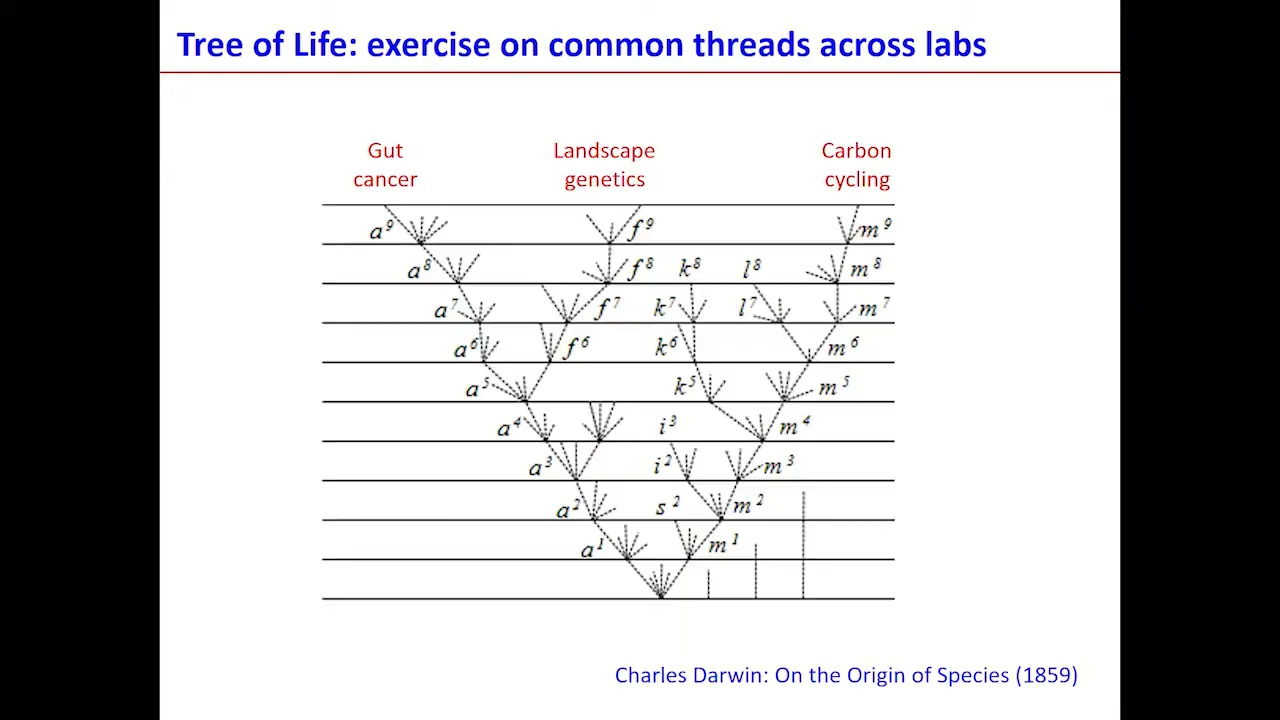 Tree of Life: exercise on common threads across labs
Gut cancer
Landscape genetics
Carbon cycling
a⁹ f⁹ m⁹
a⁸ f⁸ k⁸ l⁸ m⁸
a⁷ f⁷ k⁷ l⁷ m⁷
a⁶ f⁶ k⁶ m⁶
a⁵ k⁵ m⁵
a⁴ i³ m⁴
a³ i² m³
a² s² m²
a¹ m¹
Charles Darwin: On the Origin of Species (1859)